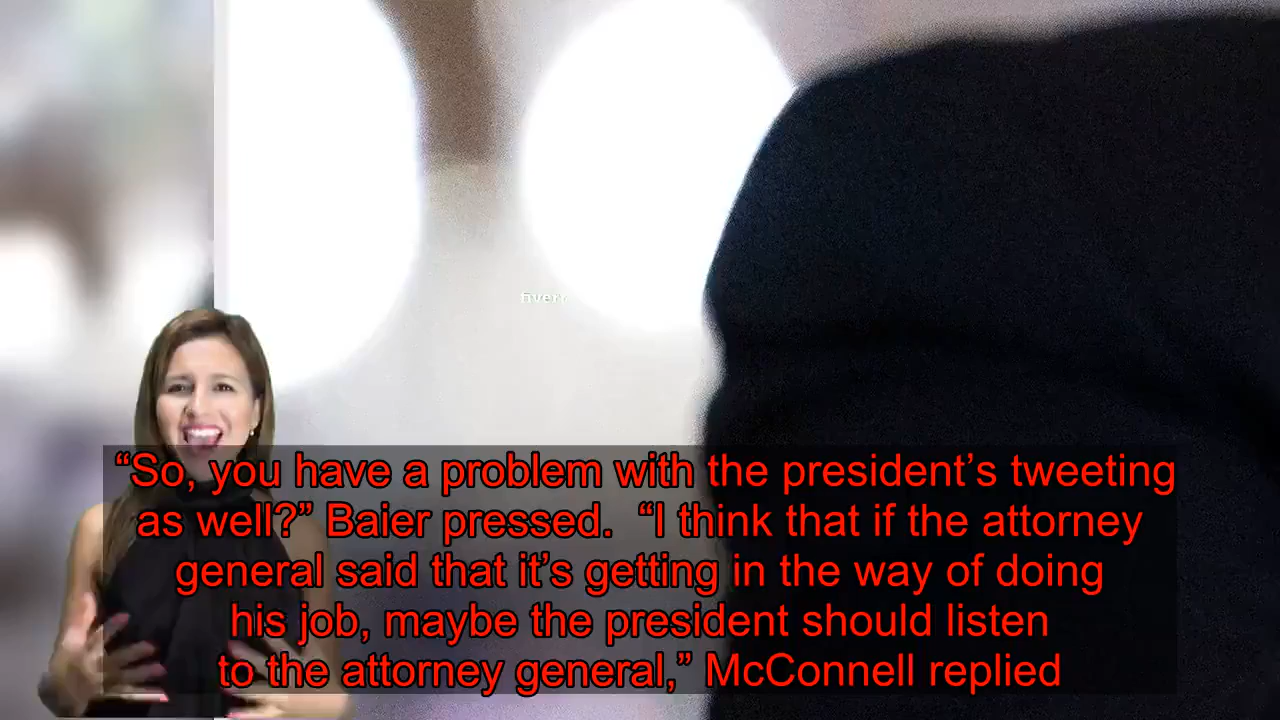 fiverr
“So, you have a problem with the president’s tweeting
as well?” Baier pressed.  “I think that if the attorney
general said that it’s getting in the way of doing
his job, maybe the president should listen
to the attorney general,” McConnell replied